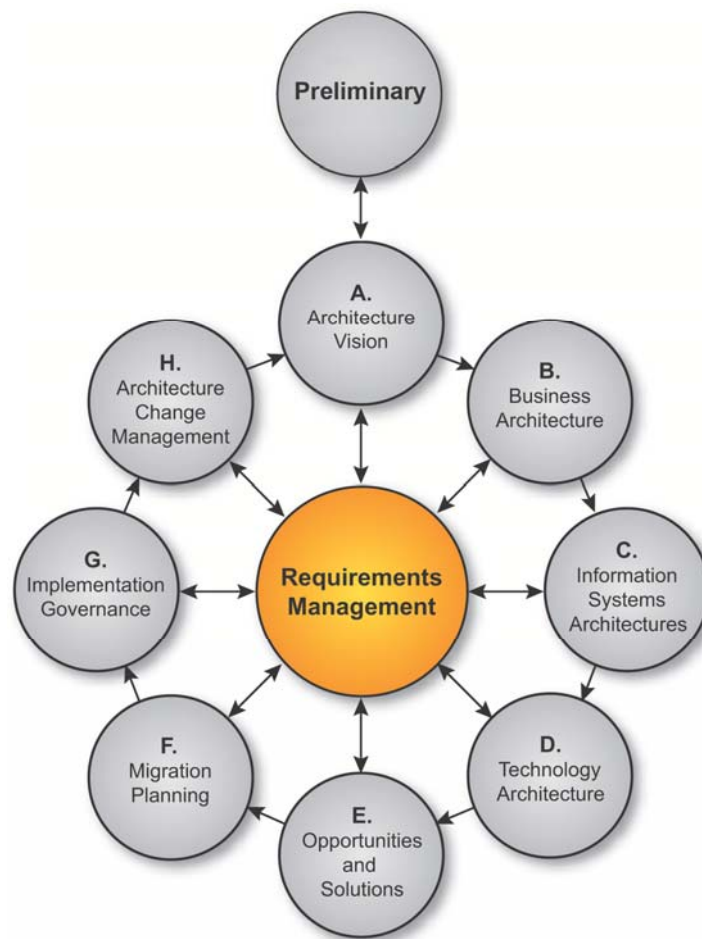 Preliminary
A.
Architecture
Vision
B.
Business
Architecture
C.
Information
Systems
Architectures
D.
Technology
Architecture
E.
Opportunities
and
Solutions
F.
Migration
Planning
G.
Implementation
Governance
H.
Architecture
Change
Management
Requirements
Management